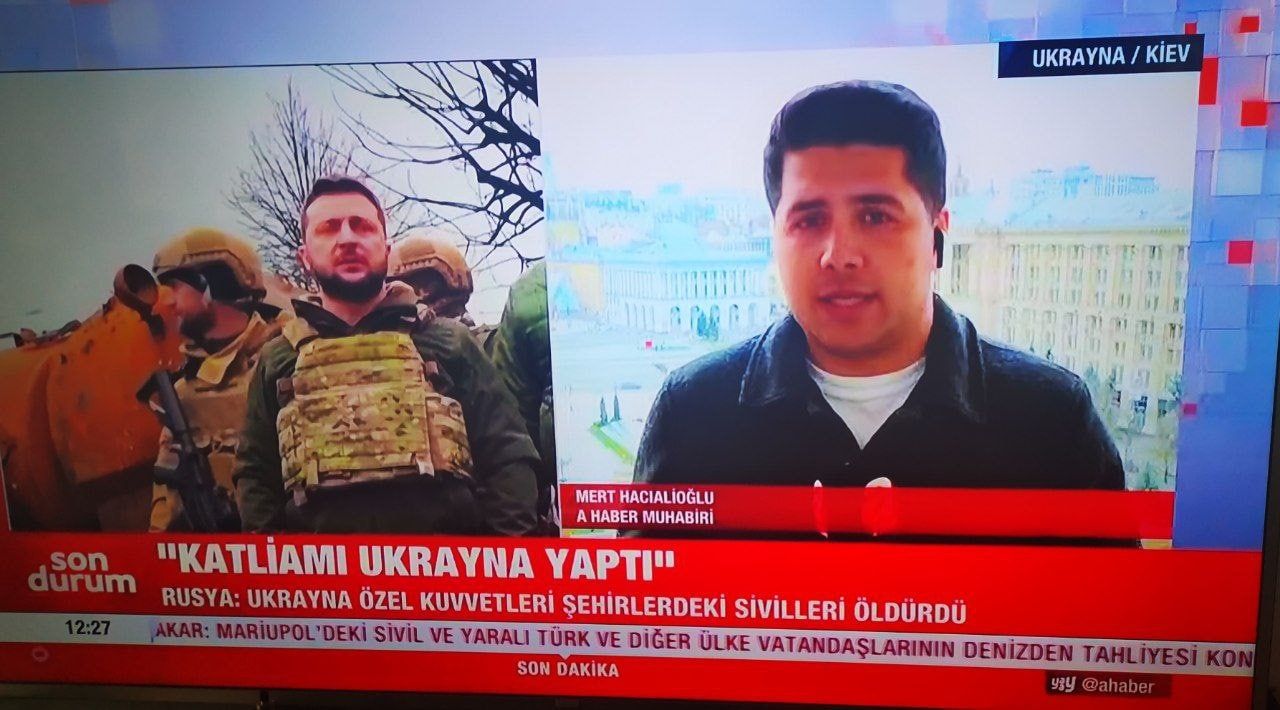 UKRAYNA / KİEV
MERT HACIALİOĞLU
A HABER MUHABİRİ
son
durum
"KATLİAMI UKRAYNA YAPTI"
RUSYA: UKRAYNA ÖZEL KUVVETLERİ ŞEHİRLERDEKİ SİVİLLERİ ÖLDÜRDÜ
12:27
AKAR: MARIUPOL'DEKİ SİVİL VE YARALI TÜRK VE DİĞER ÜLKE VATANDAŞLARININ DENİZDEN TAHLİYESİ KON
SON DAKİKA
@ahaber